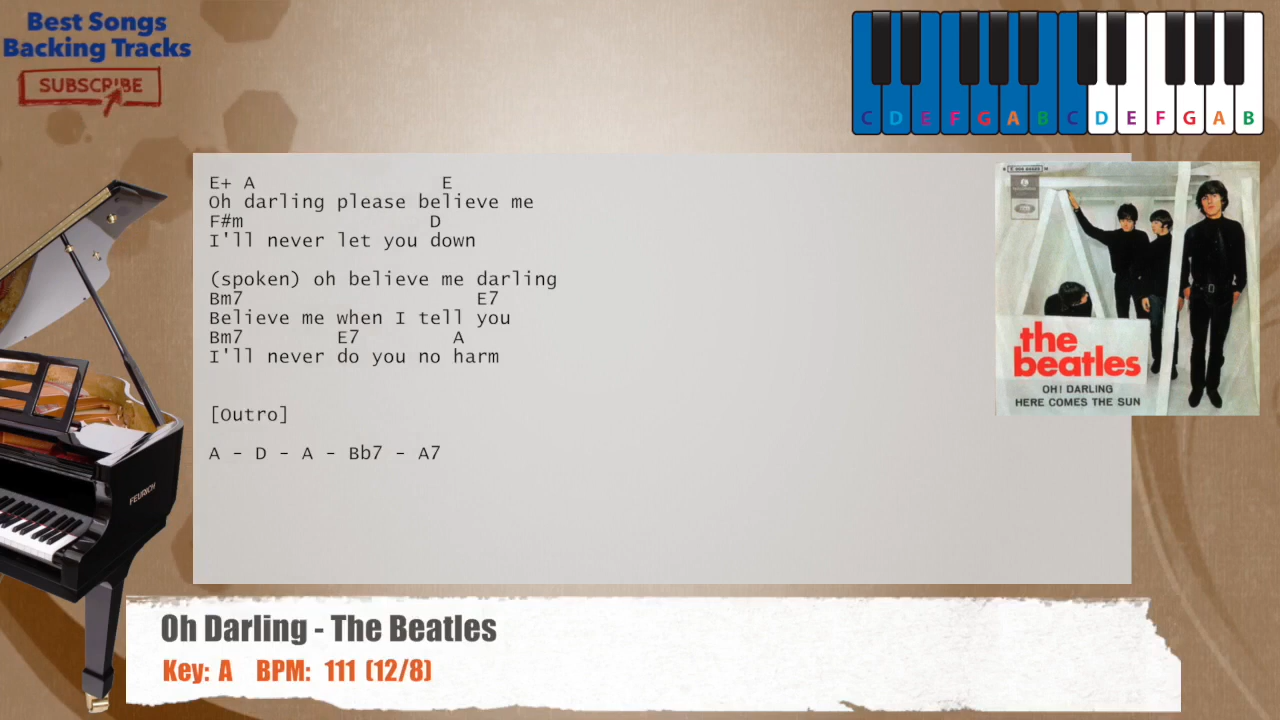 Best Songs
Backing Tracks
SUBSCRIBE
C D E F G A B C D E F G A B
E+ A E
Oh darling please believe me
F#m D
I'll never let you down
(spoken) oh believe me darling
Bm7 E7
Believe me when I tell you
Bm7 E7 A
I'll never do you no harm
[Outro]
A - D - A - Bb7 - A7
the
beatles
OH! DARLING
HERE COMES THE SUN
FEURICH
Oh Darling - The Beatles
Key: A BPM: 111 (12/8)